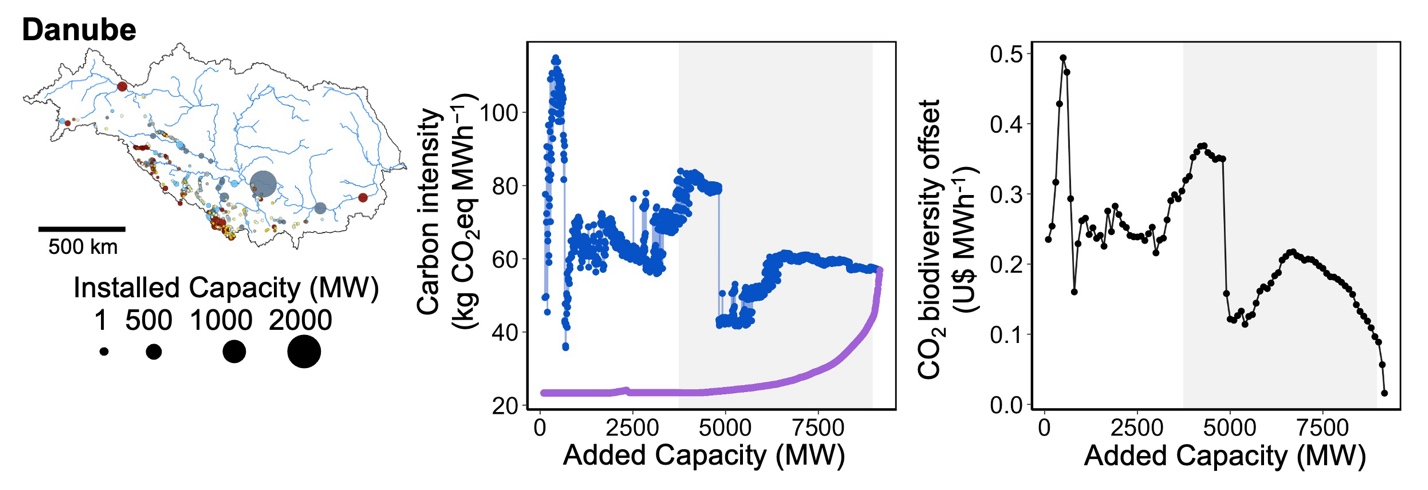 Danube
500 km
Installed Capacity (MW)
1 500 1000 2000
Carbon intensity
(kg CO₂eq MWh⁻¹)
100
80
60
40
20
0 2500 5000 7500
Added Capacity (MW)
CO₂ biodiversity offset
(U$ MWh⁻¹)
0.5
0.4
0.3
0.2
0.1
0.0
0 2500 5000 7500
Added Capacity (MW)